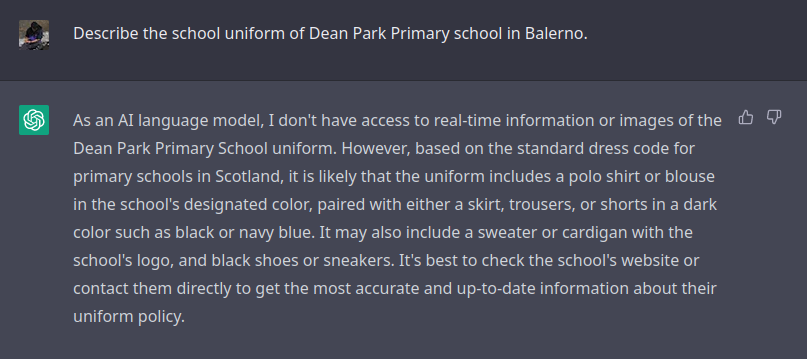 Describe the school uniform of Dean Park Primary school in Balerno.
As an AI language model, I don't have access to real-time information or images of the
Dean Park Primary School uniform. However, based on the standard dress code for
primary schools in Scotland, it is likely that the uniform includes a polo shirt or blouse
in the school's designated color, paired with either a skirt, trousers, or shorts in a dark
color such as black or navy blue. It may also include a sweater or cardigan with the
school's logo, and black shoes or sneakers. It's best to check the school's website or
contact them directly to get the most accurate and up-to-date information about their
uniform policy.